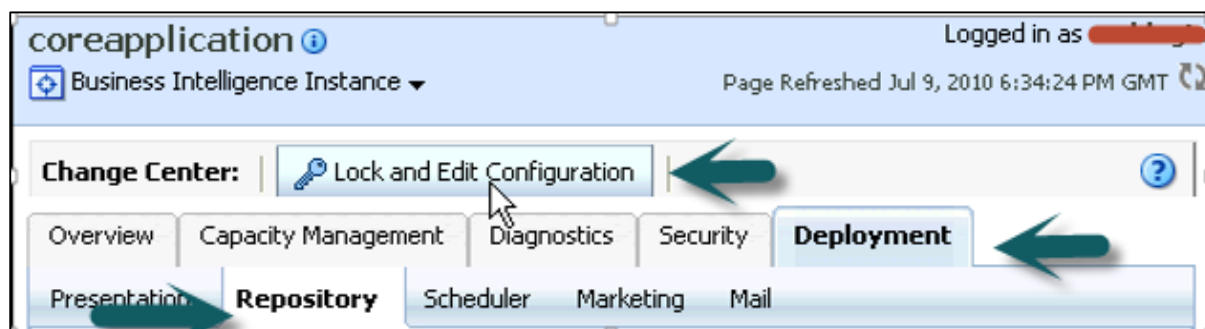 coreapplication
Logged in as
Business Intelligence Instance
Page Refreshed Jul 9, 2010 6:34:24 PM GMT
Change Center: Lock and Edit Configuration
Overview Capacity Management Diagnostics Security Deployment
Presentation Repository Scheduler Marketing Mail